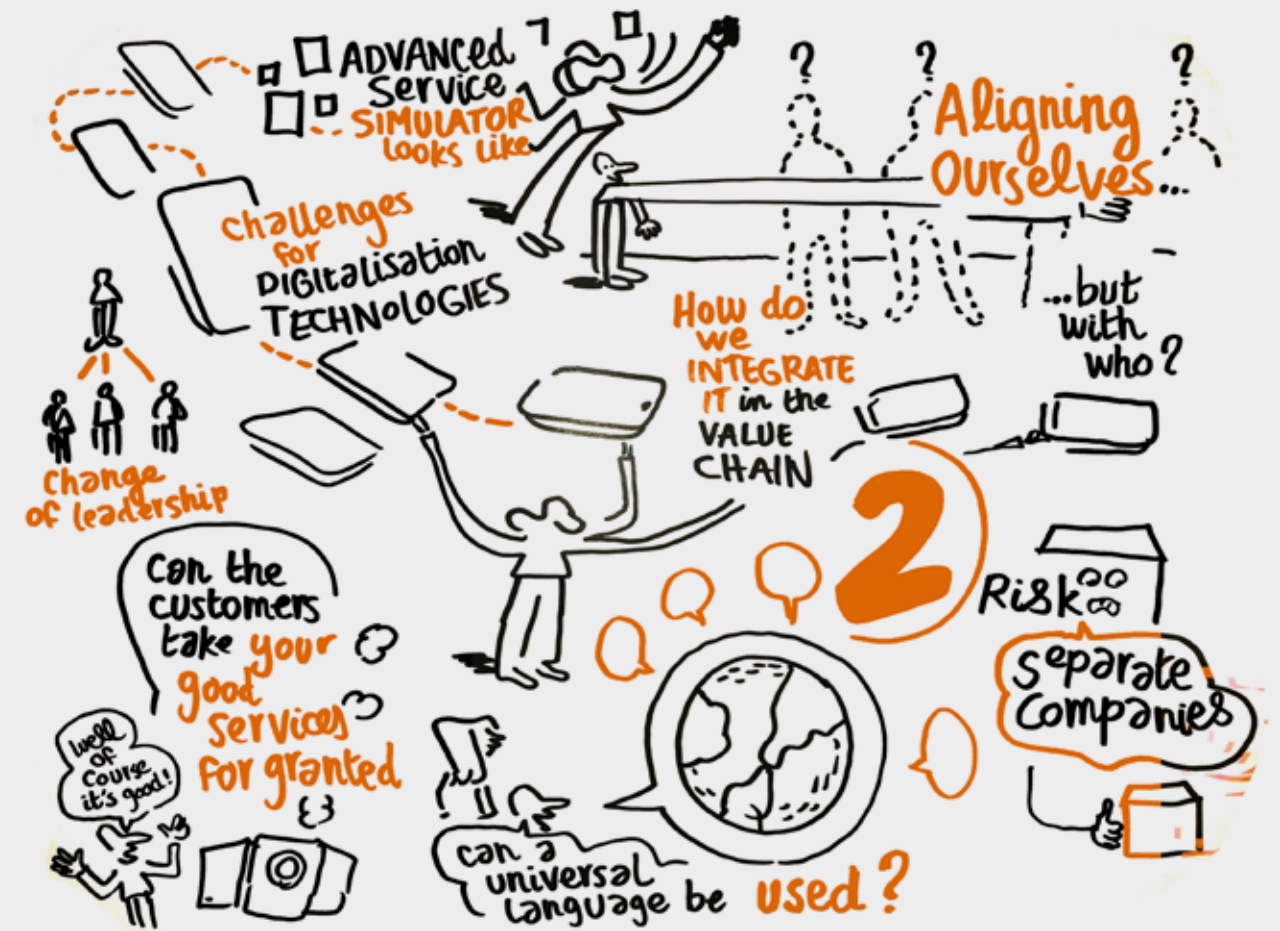 ADVANCED
Service
SIMULATOR
Looks Like
?
?
?
Aligning
Ourselves...
...but
with
who?
challenges
for
DIGItalisation
TECHNOLOGIES
How do
we
INTEGRATE
IT in the
VALUE
CHAIN
change
of leadership
2
can the
customers
take your
good
services
for granted
Well
of
course
it's good!
Risk
separate
companies
can a
universal
language be used?